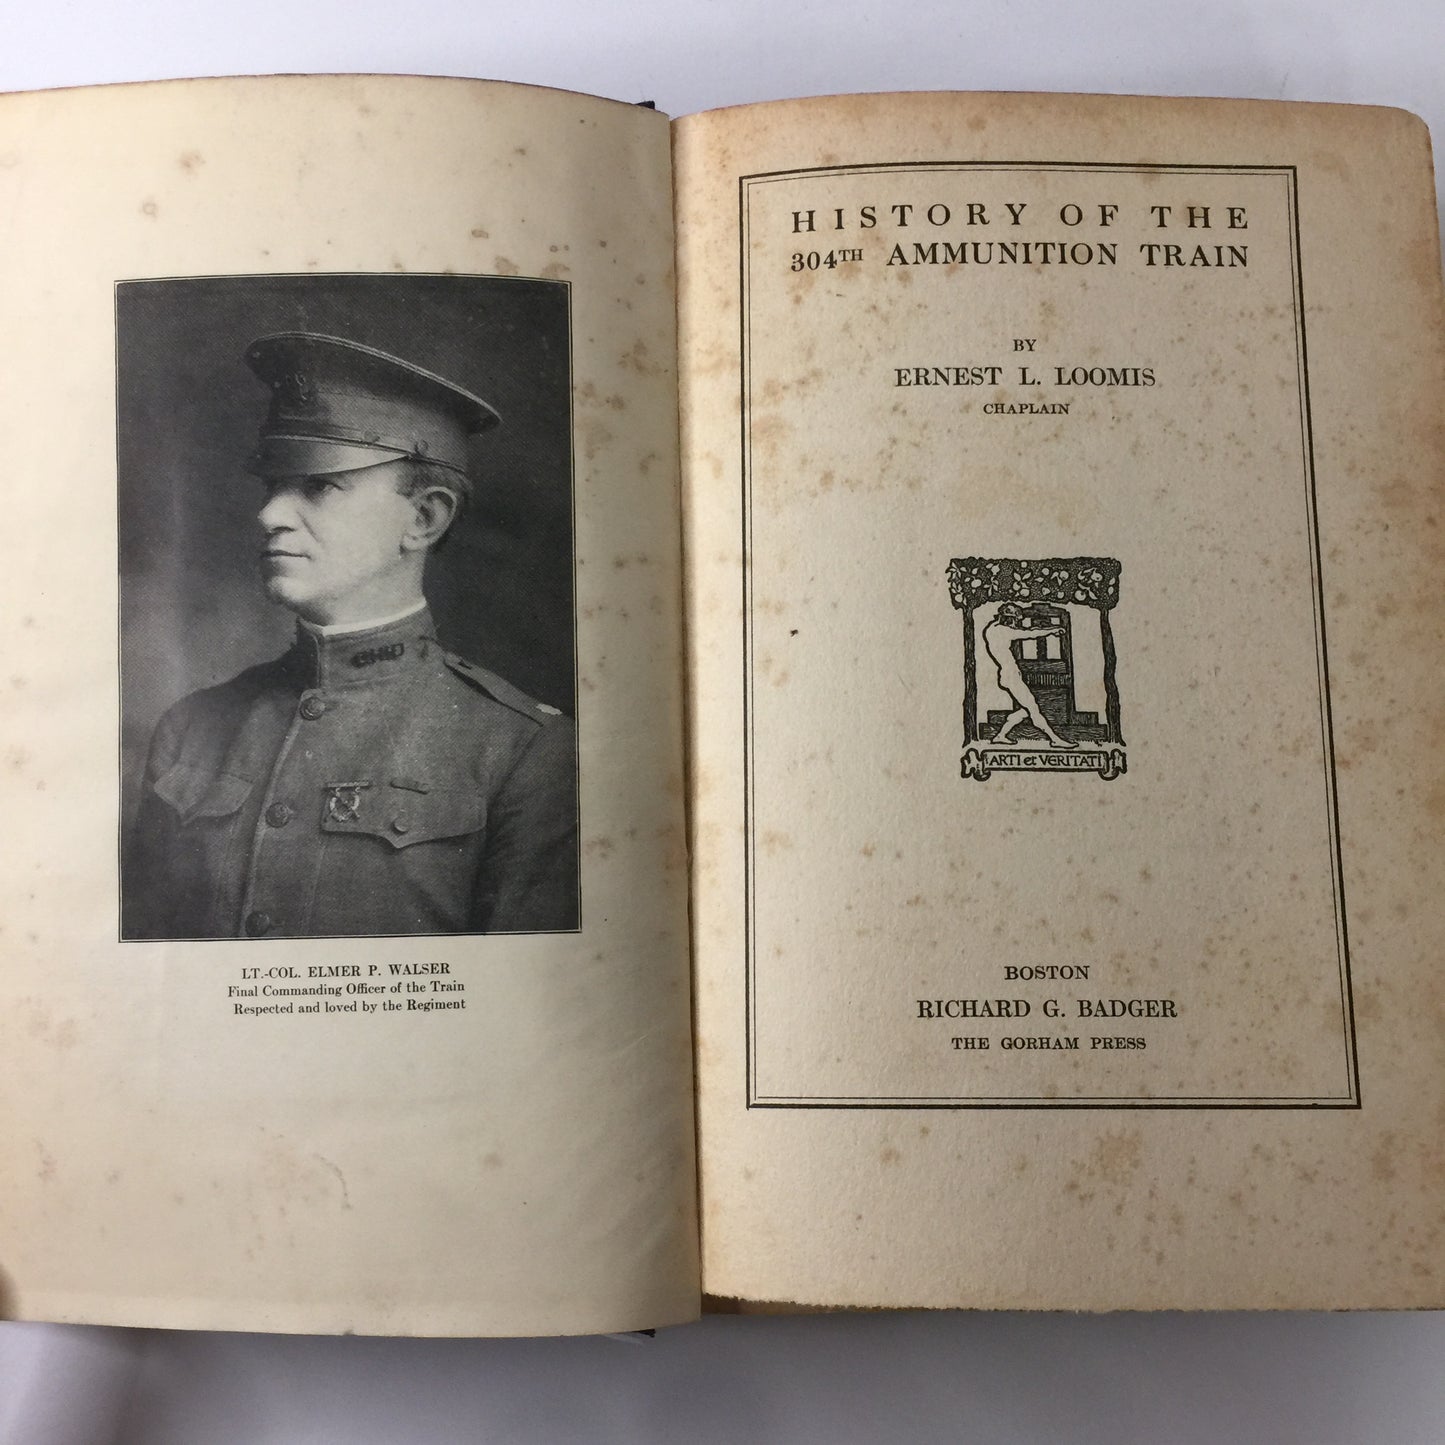 LT.-COL. ELMER P. WALSER
Final Commanding Officer of the Train
Respected and loved by the Regiment
HISTORY OF THE
304TH AMMUNITION TRAIN
BY
ERNEST L. LOOMIS
CHAPLAIN
ARTI et VERITATI
BOSTON
RICHARD G. BADGER
THE GORHAM PRESS